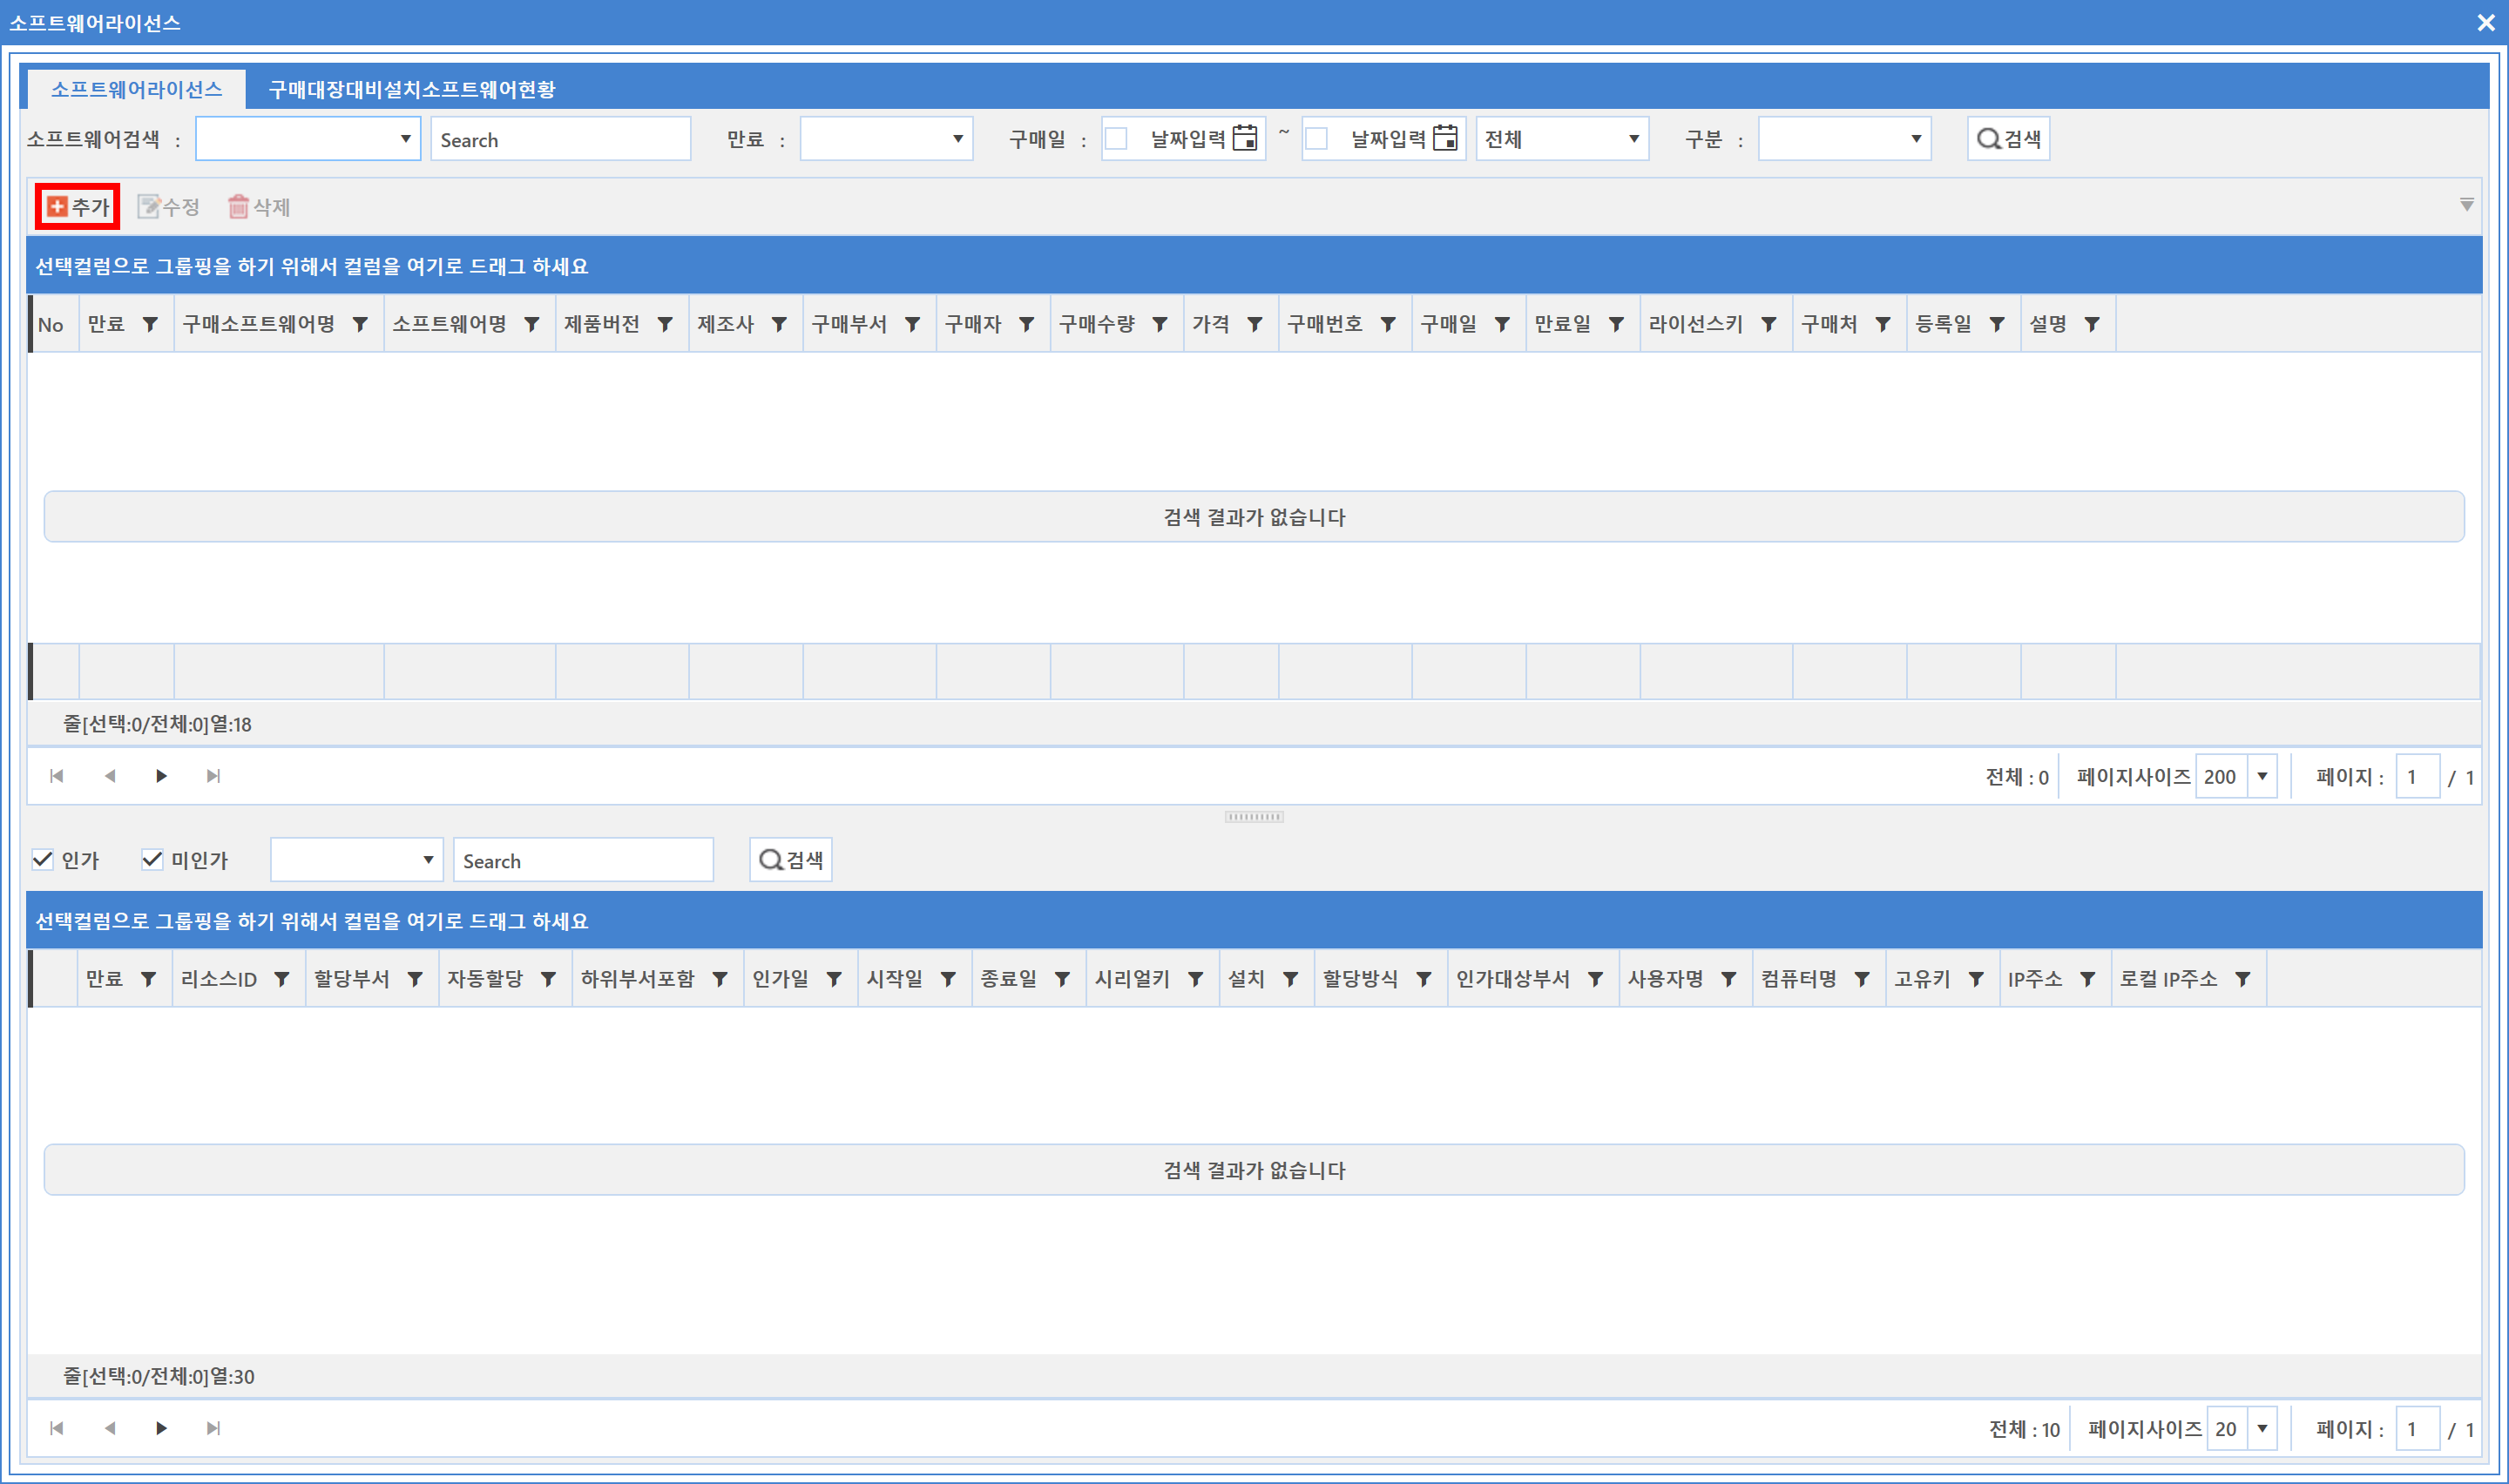 소프트웨어라이선스
소프트웨어라이선스 구매대장대비설치소프트웨어현황
소프트웨어검색 : Search 만료 : 구매일 : 날짜입력 ~ 날짜입력 전체 구분 : 검색
추가 수정 삭제
선택컬럼으로 그룹핑을 하기 위해서 컬럼을 여기로 드래그 하세요
No 만료 구매소프트웨어명 소프트웨어명 제품버전 제조사 구매부서 구매자 구매수량 가격 구매번호 구매일 만료일 라이선스키 구매처 등록일 설명
검색 결과가 없습니다
줄[선택:0/전체:0]열:18
전체 : 0 페이지사이즈 200 페이지 : 1 / 1
인가 미인가 Search 검색
선택컬럼으로 그룹핑을 하기 위해서 컬럼을 여기로 드래그 하세요
만료 리소스ID 할당부서 자동할당 하위부서포함 인가일 시작일 종료일 시리얼키 설치 할당방식 인가대상부서 사용자명 컴퓨터명 고유키 IP주소 로컬 IP주소
검색 결과가 없습니다
줄[선택:0/전체:0]열:30
전체 : 10 페이지사이즈 20 페이지 : 1 / 1